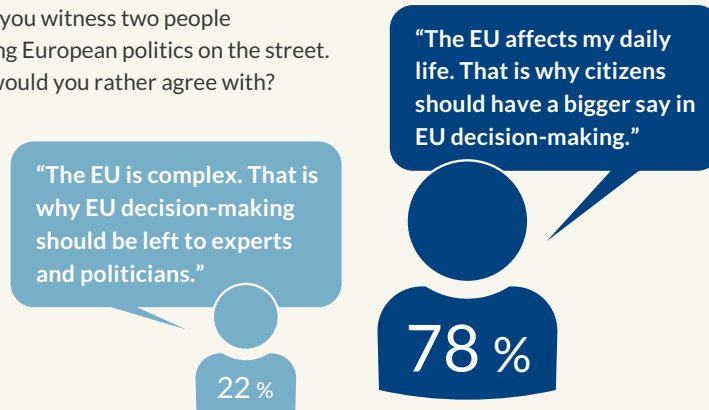 you witness two people
ng European politics on the street.
would you rather agree with?
“The EU is complex. That is
why EU decision-making
should be left to experts
and politicians.”
22 %
“The EU affects my daily
life. That is why citizens
should have a bigger say in
EU decision-making.”
78 %